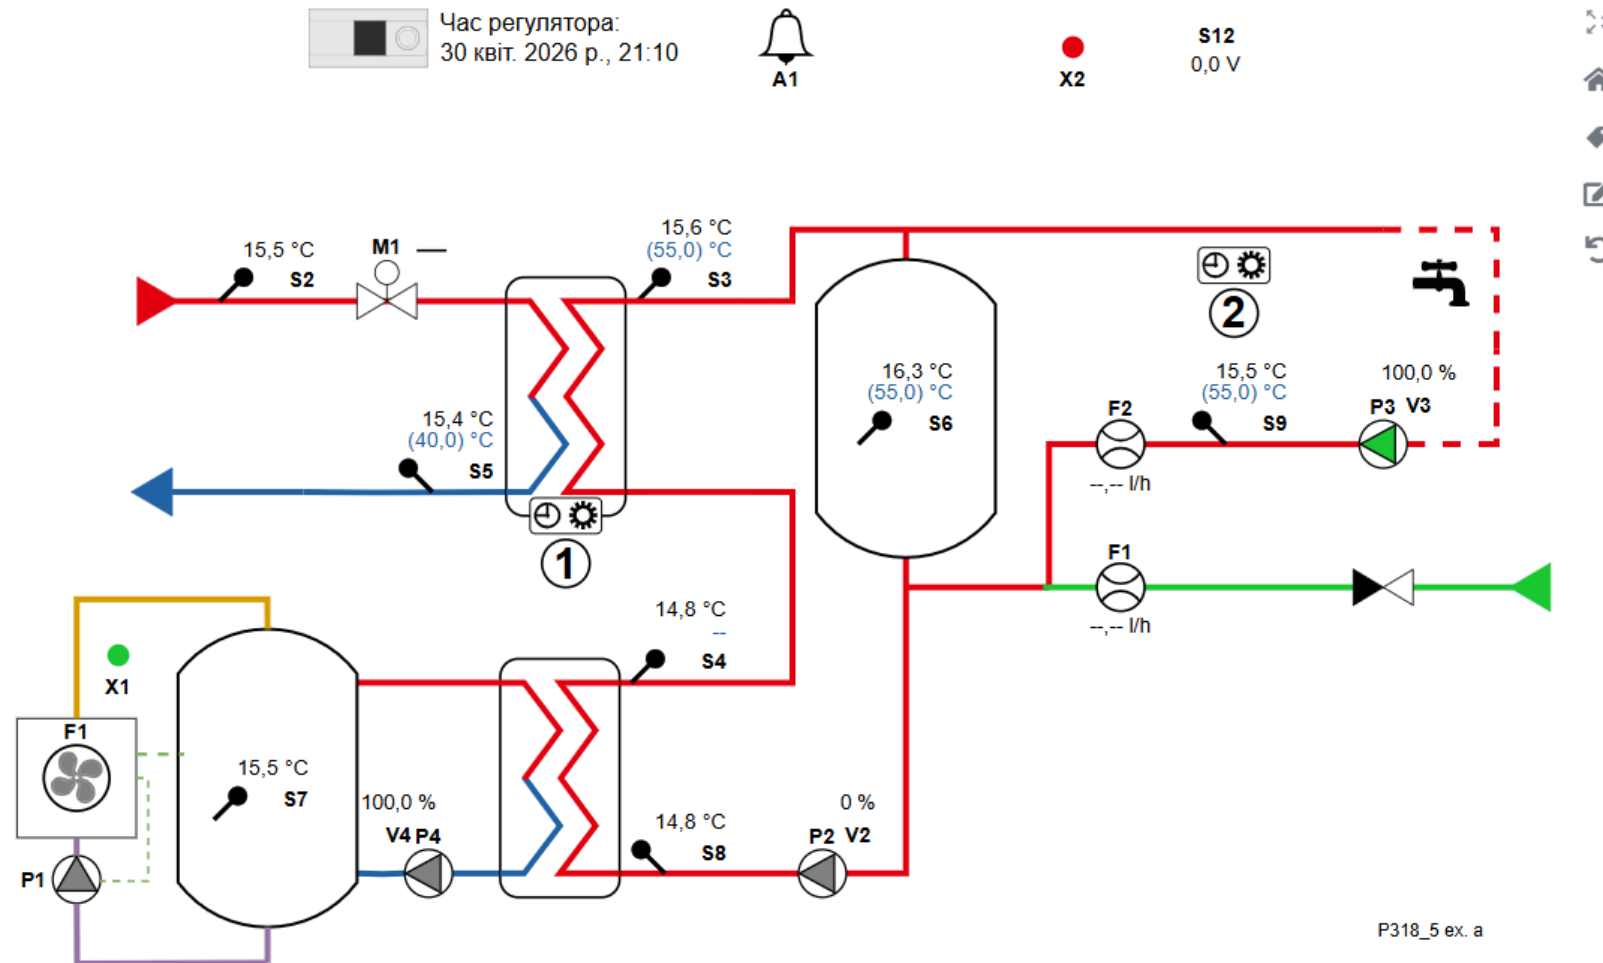 Час регулятора:
30 квіт. 2026 р., 21:10
A1
X2
S12
0,0 V
15,5 °C
S2
M1
15,6 °C
(55,0) °C
S3
15,4 °C
(40,0) °C
S5
1
16,3 °C
(55,0) °C
S6
2
15,5 °C
(55,0) °C
S9
100,0 %
P3 V3
F2
--,-- l/h
F1
--,-- l/h
14,8 °C
--
S4
X1
F1
15,5 °C
S7
100,0 %
V4 P4
14,8 °C
S8
0 %
P2 V2
P1
P318_5 ex. a